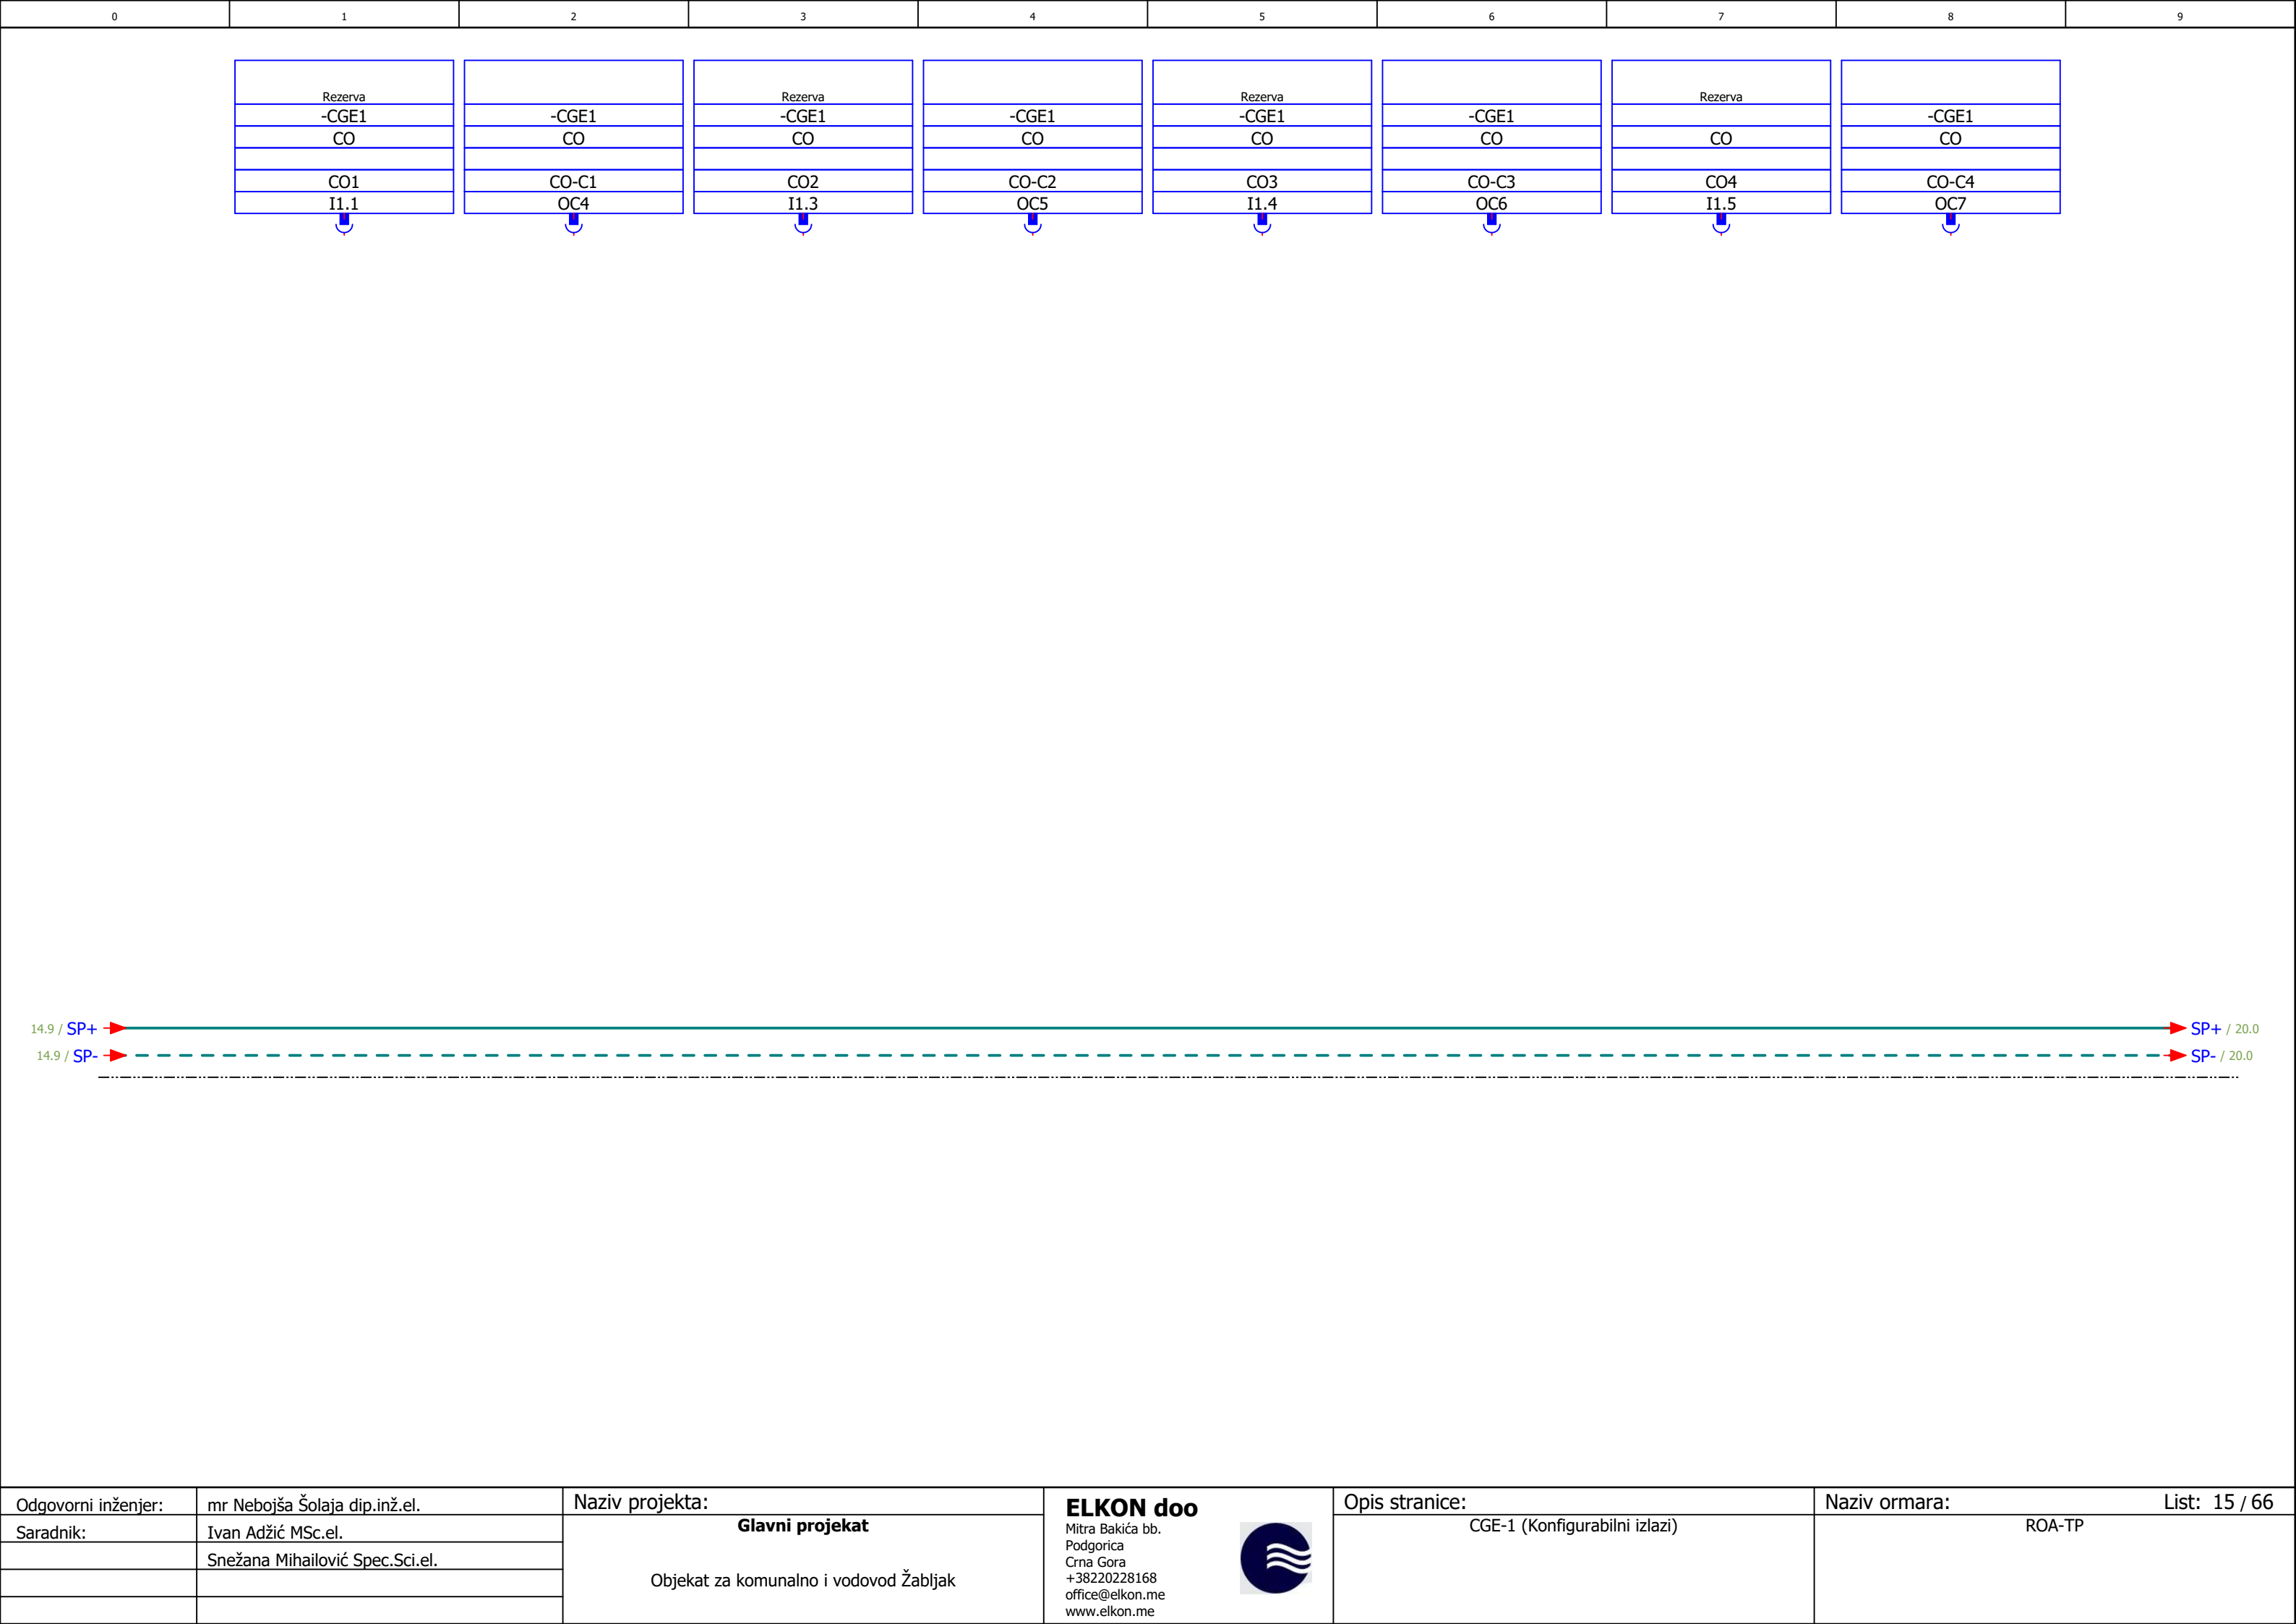 0 1 2 3 4 5 6 7 8 9
Rezerva Rezerva Rezerva Rezerva
-CGE1 -CGE1 -CGE1 -CGE1 -CGE1 -CGE1 -CGE1
CO CO CO CO CO CO CO CO
CO1 CO-C1 CO2 CO-C2 CO3 CO-C3 CO4 CO-C4
I1.1 OC4 I1.3 OC5 I1.4 OC6 I1.5 OC7
14.9 / SP+ SP+ / 20.0
14.9 / SP- SP- / 20.0
Odgovorni inženjer: mr Nebojša Šolaja dip.inž.el.
Saradnik: Ivan Adžić MSc.el.
Snežana Mihailović Spec.Sci.el.
Naziv projekta:
Glavni projekat
Objekat za komunalno i vodovod Žabljak
ELKON doo
Mitra Bakića bb.
Podgorica
Crna Gora
+38220228168
office@elkon.me
www.elkon.me
Opis stranice:
CGE-1 (Konfigurabilni izlazi)
Naziv ormara: List: 15 / 66
ROA-TP